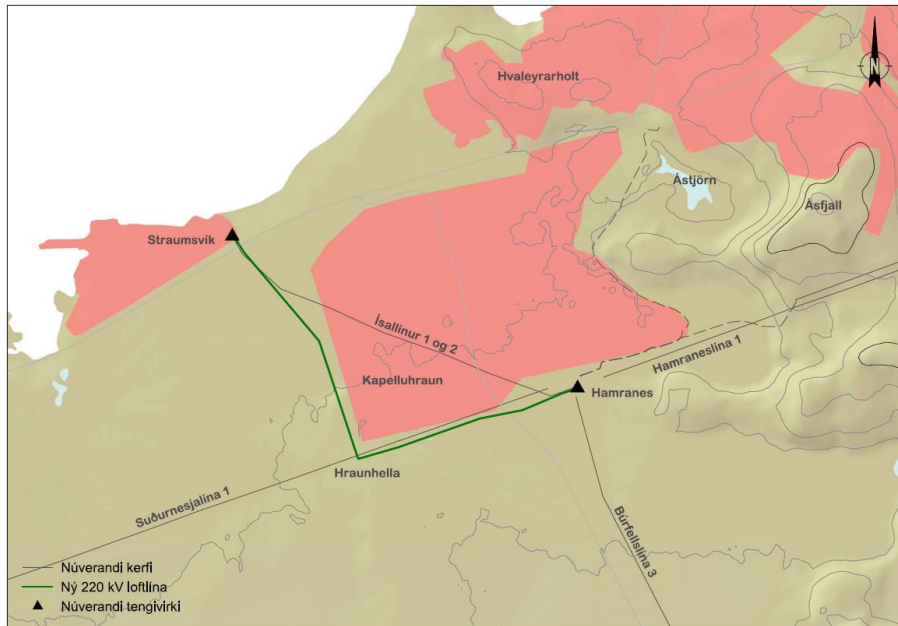 Hvaleyrarholt
N
Ástjörn
Ásfjall
Straumsvík
Ísallínur 1 og 2
Hamraneslína 1
Kapelluhraun
Hamranes
Hraunhella
Suðurnesjalína 1
Búrfellslína 3
Núverandi kerfi
Ný 220 kV loftlína
Núverandi tengivirki